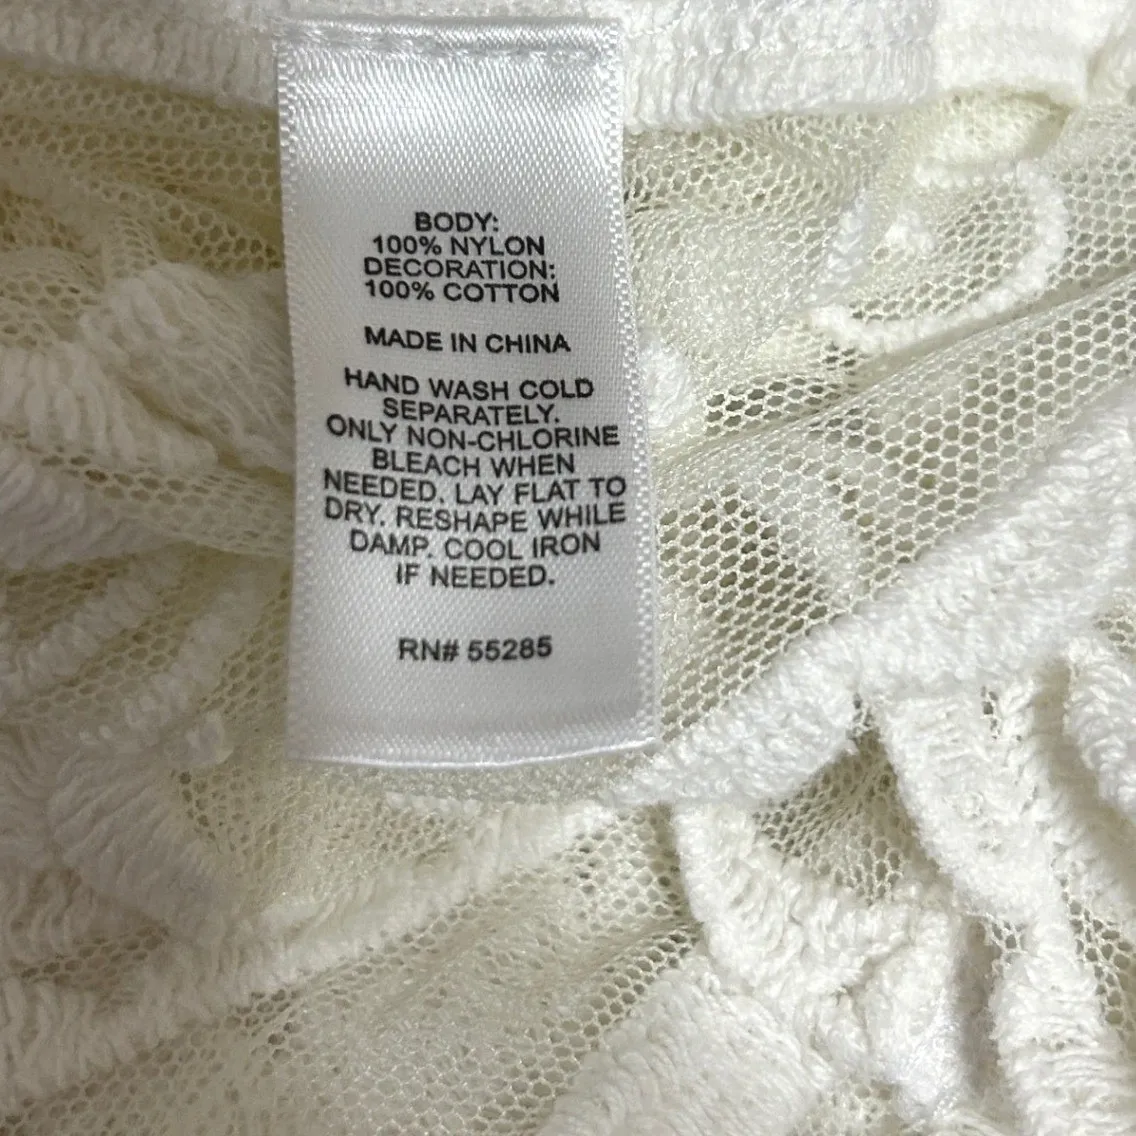 BODY:
100% NYLON
DECORATION:
100% COTTON
MADE IN CHINA
HAND WASH COLD
SEPARATELY.
ONLY NON-CHLORINE
BLEACH WHEN
NEEDED. LAY FLAT TO
DRY. RESHAPE WHILE
DAMP. COOL IRON
IF NEEDED.
RN# 55285